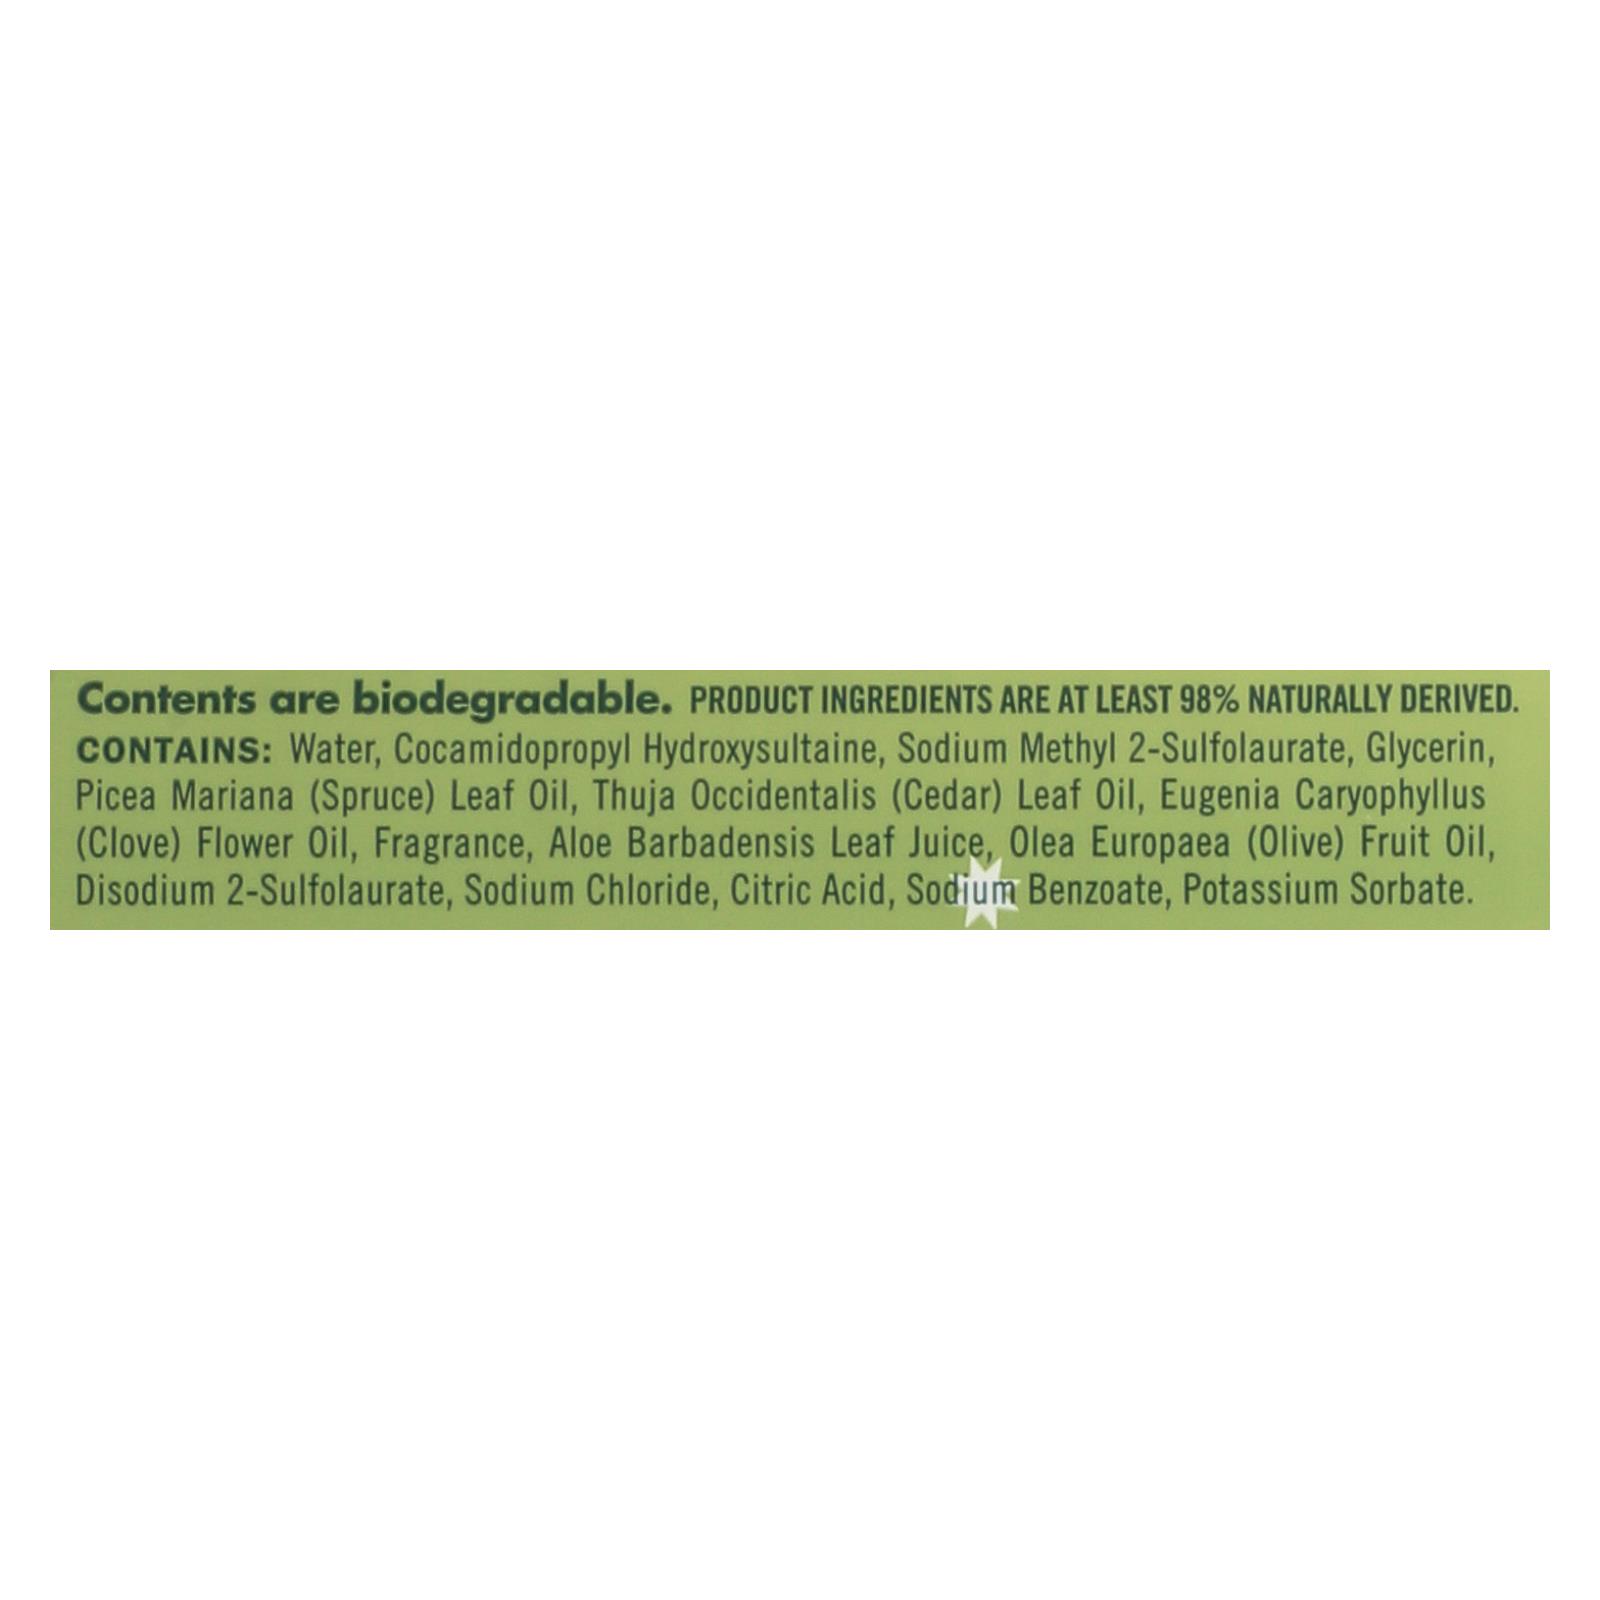 Contents are biodegradable. PRODUCT INGREDIENTS ARE AT LEAST 98% NATURALLY DERIVED.
CONTAINS: Water, Cocamidopropyl Hydroxysultaine, Sodium Methyl 2-Sulfolaurate, Glycerin,
Picea Mariana (Spruce) Leaf Oil, Thuja Occidentalis (Cedar) Leaf Oil, Eugenia Caryophyllus
(Clove) Flower Oil, Fragrance, Aloe Barbadensis Leaf Juice, Olea Europaea (Olive) Fruit Oil,
Disodium 2-Sulfolaurate, Sodium Chloride, Citric Acid, Sodium Benzoate, Potassium Sorbate.